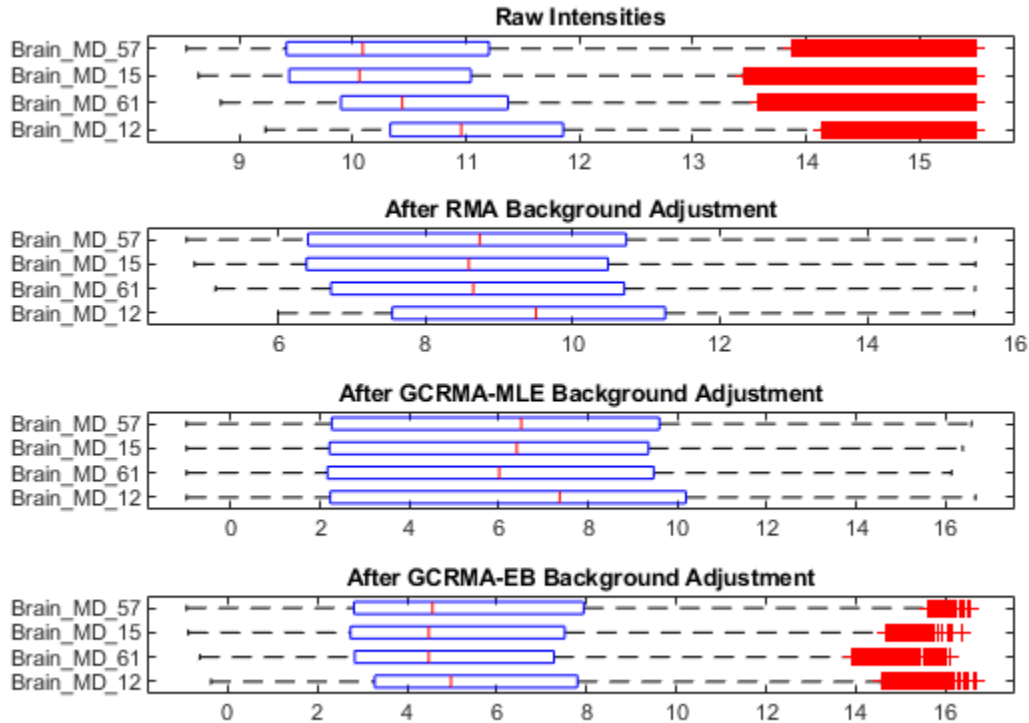 Raw Intensities
Brain_MD_57
Brain_MD_15
Brain_MD_61
Brain_MD_12
9 10 11 12 13 14 15
After RMA Background Adjustment
Brain_MD_57
Brain_MD_15
Brain_MD_61
Brain_MD_12
6 8 10 12 14 16
After GCRMA-MLE Background Adjustment
Brain_MD_57
Brain_MD_15
Brain_MD_61
Brain_MD_12
0 2 4 6 8 10 12 14 16
After GCRMA-EB Background Adjustment
Brain_MD_57
Brain_MD_15
Brain_MD_61
Brain_MD_12
0 2 4 6 8 10 12 14 16